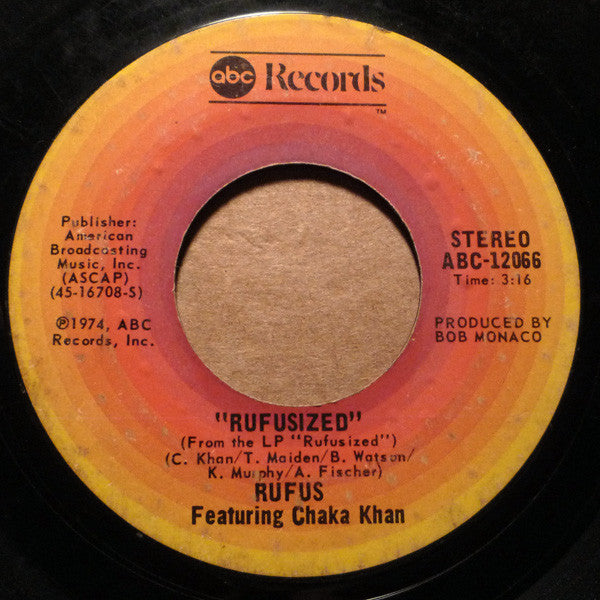 abc Records
™
Publisher:
American
Broadcasting
Music, Inc.
(ASCAP)
(45-16708-S)
℗1974, ABC
Records, Inc.
STEREO
ABC-12066
Time: 3:16
PRODUCED BY
BOB MONACO
"RUFUSIZED"
(From the LP "Rufusized")
(C. Khan/T. Maiden/B. Watson/
K. Murphy/A. Fischer)
RUFUS
Featuring Chaka Khan